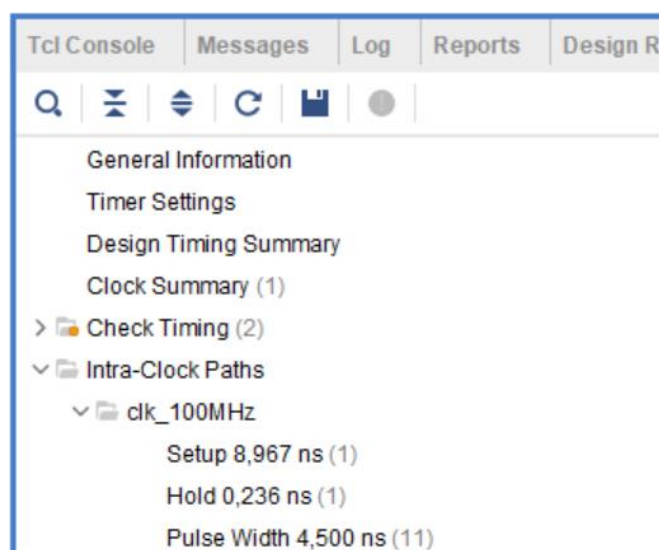 Tcl Console Messages Log Reports Design R
General Information
Timer Settings
Design Timing Summary
Clock Summary (1)
Check Timing (2)
Intra-Clock Paths
clk_100MHz
Setup 8,967 ns (1)
Hold 0,236 ns (1)
Pulse Width 4,500 ns (11)